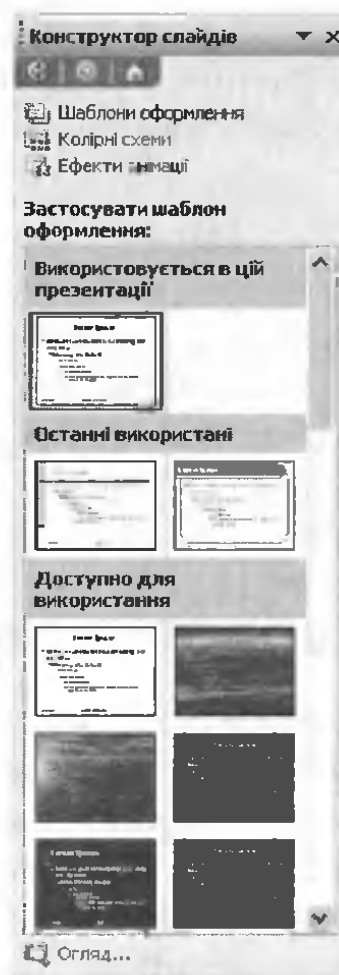 Конструктор слайдів
Шаблони оформлення
Колірні схеми
Ефекти анімації
Застосувати шаблон
оформлення:
Використовується в цій
презентації
Останні використані
Доступно для
використання
Огляд...